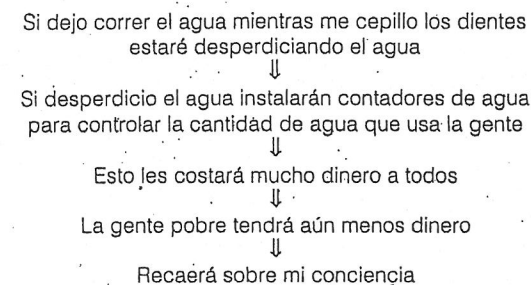 Si dejo correr el agua mientras me cepillo los dientes
estaré desperdiciando el agua
⇓
Si desperdicio el agua instalarán contadores de agua
para controlar la cantidad de agua que usa la gente
⇓
Esto les costará mucho dinero a todos
⇓
La gente pobre tendrá aún menos dinero
⇓
Recaerá sobre mi conciencia